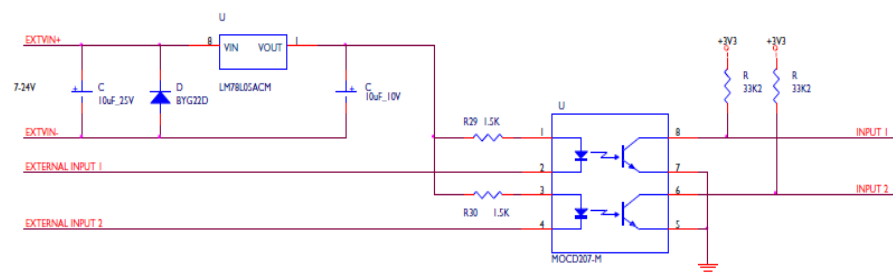 U
EXTVIN+
8
VIN
VOUT
1
+3V3
+3V3
7-24V
C
10uF_25V
D
BYG22D
LM78L05ACM
C
10uF_10V
R
33K2
R
33K2
U
R29 1.5K
1
8
INPUT 1
EXTVIN-
2
7
EXTERNAL INPUT 1
3
6
INPUT 2
R30 1.5K
4
5
EXTERNAL INPUT 2
MOCD207-M